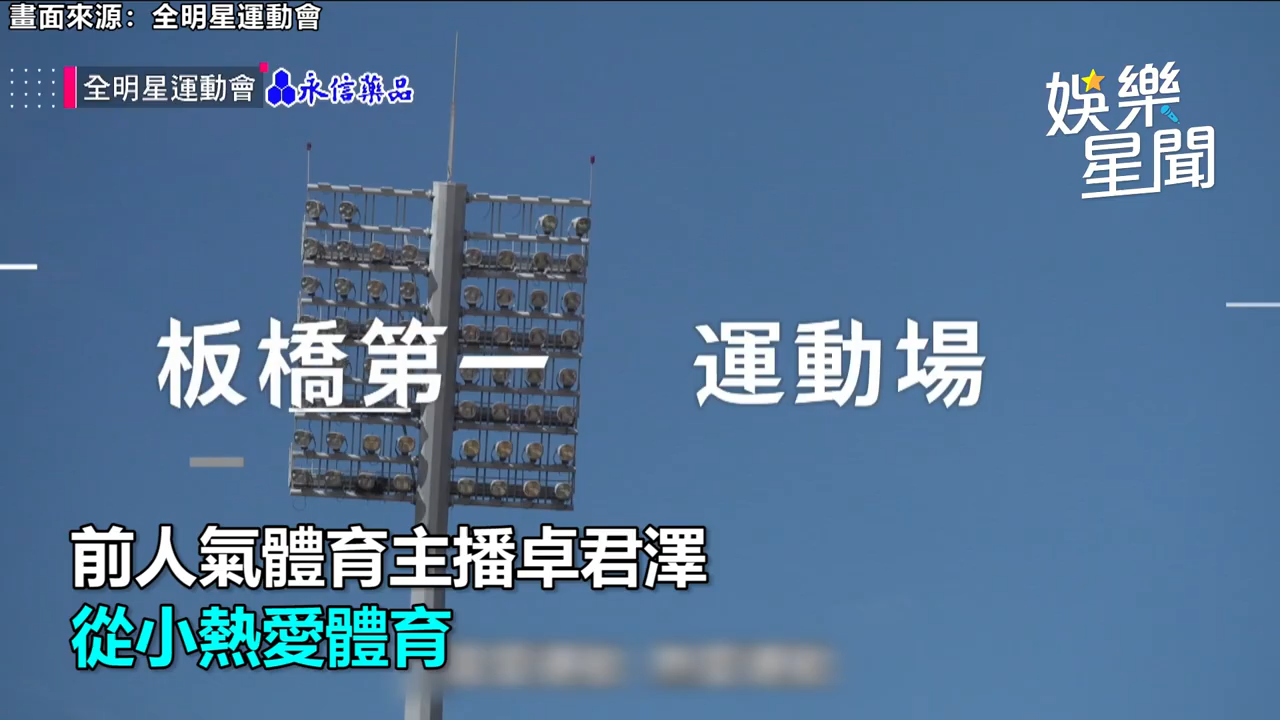 畫面來源：全明星運動會
全明星運動會 永信藥品
娛樂
星聞
板橋第一 運動場
前人氣體育主播卓君澤
從小熱愛體育